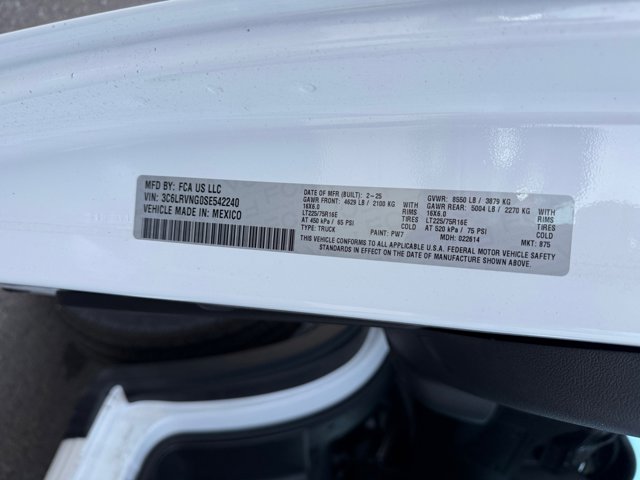 MFD BY: FCA US LLC
VIN: 3C6LRVNG0SE542240
VEHICLE MADE IN: MEXICO
DATE OF MFR (BUILT): 2-25
GAWR FRONT: 4629 LB / 2100 KG WITH
16X6.0 RIMS
LT225/75R16E TIRES
AT 450 kPa / 65 PSI COLD
TYPE: TRUCK PAINT: PW7
GVWR: 8550 LB / 3879 KG
GAWR REAR: 5004 LB / 2270 KG WITH
16X6.0 RIMS
LT225/75R16E TIRES
AT 520 kPa / 75 PSI COLD
MDH: 022614 MKT: 875
THIS VEHICLE CONFORMS TO ALL APPLICABLE U.S.A. FEDERAL MOTOR VEHICLE SAFETY
STANDARDS IN EFFECT ON THE DATE OF MANUFACTURE SHOWN ABOVE.